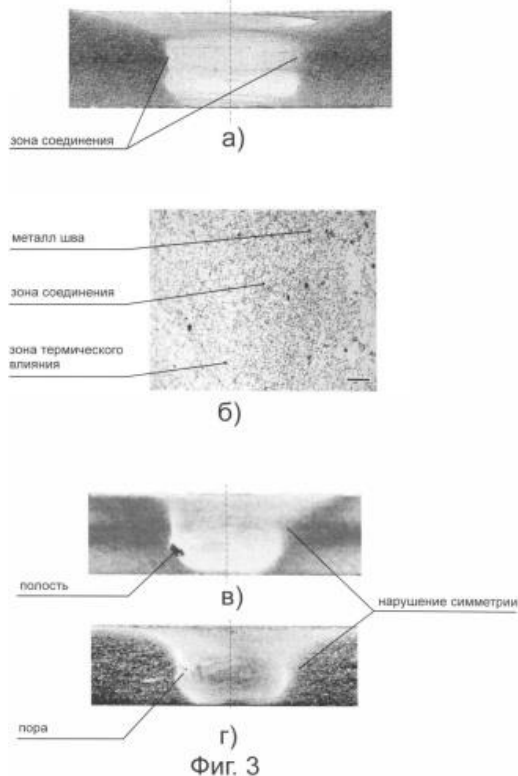 зона соединения
а)
металл шва
зона соединения
зона термического
влияния
б)
полость
в)
нарушение симметрии
пора
г)
Фиг. 3